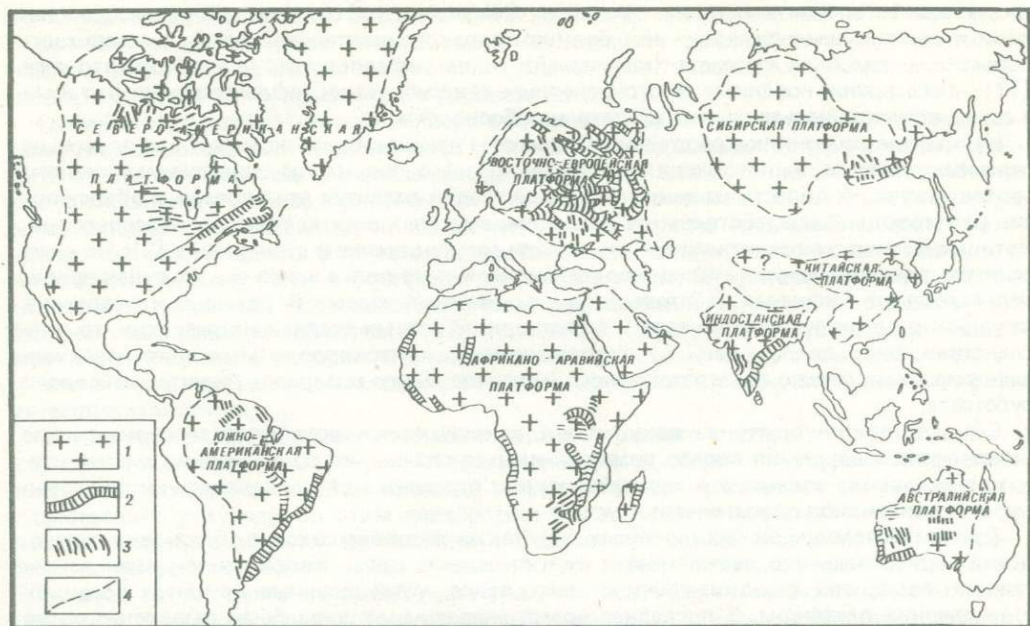 СЕВЕРО-АМЕРИКАНСКАЯ
ПЛАТФОРМА
ВОСТОЧНО-ЕВРОПЕЙСКАЯ
ПЛАТФОРМА
СИБИРСКАЯ ПЛАТФОРМА
КИТАЙСКАЯ
ПЛАТФОРМА
ИНДОСТАНСКАЯ
ПЛАТФОРМА
АФРИКАНО-АРАВИЙСКАЯ
ПЛАТФОРМА
ЮЖНО-
АМЕРИКАНСКАЯ
ПЛАТФОРМА
АВСТРАЛИЙСКАЯ
ПЛАТФОРМА
1
2
3
4